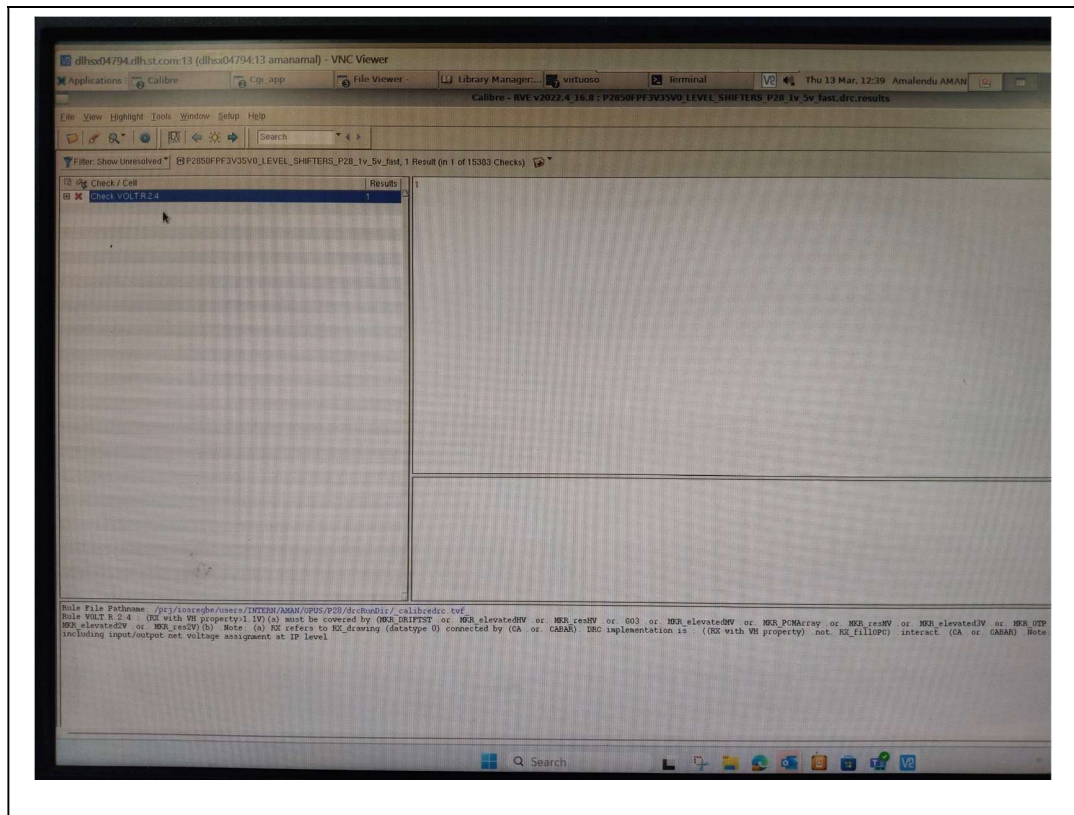 dlhsx04794.dlh.st.com:13 (dlhsx04794:13 amanamal) - VNC Viewer
Applications Calibre Cgi_app File Viewer - Library Manager:... virtuoso Terminal Thu 13 Mar, 12:39 Amalendu AMAN
Calibre - RVE v2022.4_16.8 : P2850FPF3V35V0_LEVEL_SHIFTERS_P28_1v_5v_fast.drc.results
File View Highlight Tools Window Setup Help
Search
Filter: Show Unresolved P2850FPF3V35V0_LEVEL_SHIFTERS_P28_1v_5v_fast, 1 Result (in 1 of 15383 Checks)
Check / Cell Results 1
Check VOLT.R.2.4 1
Rule File Pathname: /prj/iosregbe/users/INTERN/AMAN/OPUS/P28/drcRunDir/_calibredrc.tvf_
Rule VOLT R 2 4 : (RX with VH property>1.1V)(a) must be covered by (MKR_DRIFTST or. MKR_elevatedHV or. MKR_resHV or. GO3 or. MKR_elevatedMV or. MKR_PCMArray or. MKR_resMV or. MKR_elevated3V or. MKR_OTP
MKR_elevated2V or. MKR_res2V)(b) Note (a) RX refers to RX_drawing (datatype 0) connected by (CA or. CABAR). DRC implementation is : ((RX with VH property) not. RX_fillOPC) interact. (CA or. CABAR) Note
including input/output net voltage assignment at IP level
Search